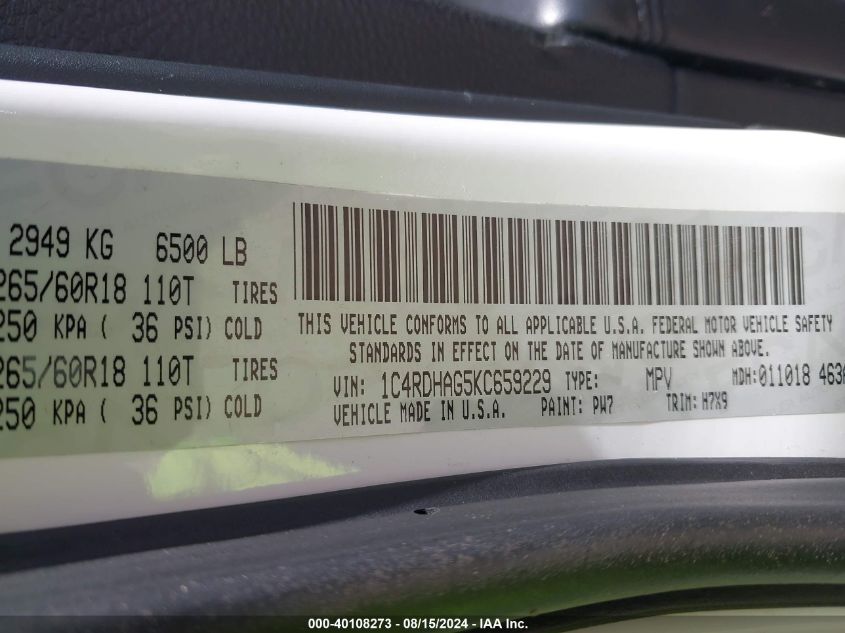 2949 KG 6500 LB
265/60R18 110T TIRES
250 KPA ( 36 PSI) COLD
265/60R18 110T TIRES
250 KPA ( 36 PSI) COLD
THIS VEHICLE CONFORMS TO ALL APPLICABLE U.S.A. FEDERAL MOTOR VEHICLE SAFETY
STANDARDS IN EFFECT ON THE DATE OF MANUFACTURE SHOWN ABOVE.
VIN: 1C4RDHAG5KC659229 TYPE: MPV MDH:011018 463A
VEHICLE MADE IN U.S.A. PAINT: PW7 TRIM: H7X9
000-40108273 - 08/15/2024 - IAA Inc.